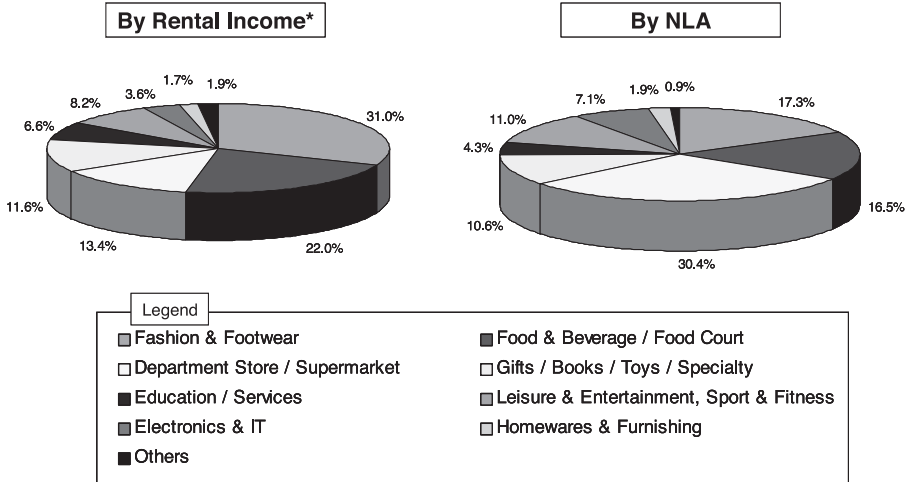 By Rental Income*
By NLA
1.7%
1.9%
3.6%
8.2%
6.6%
31.0%
11.6%
13.4%
22.0%
1.9%
0.9%
7.1%
11.0%
4.3%
17.3%
16.5%
10.6%
30.4%
Legend
Fashion & Footwear
Food & Beverage / Food Court
Department Store / Supermarket
Gifts / Books / Toys / Specialty
Education / Services
Leisure & Entertainment, Sport & Fitness
Electronics & IT
Homewares & Furnishing
Others